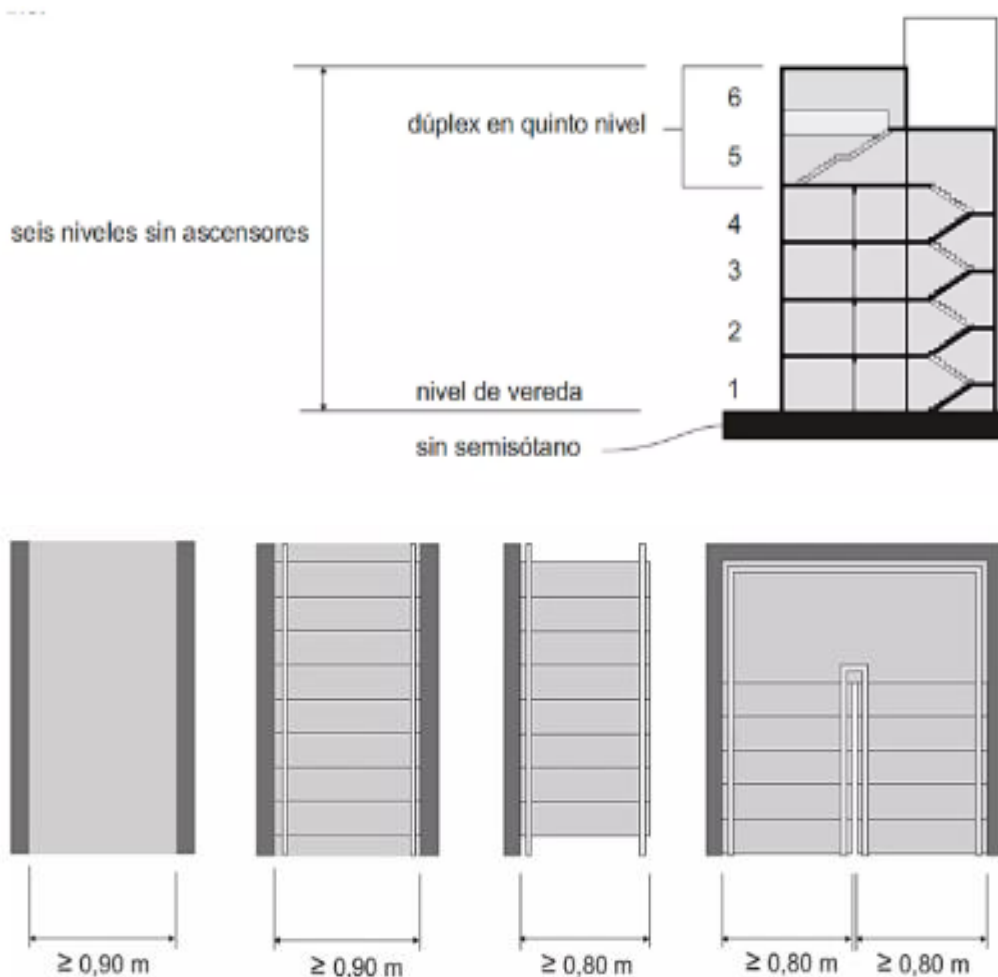 6
dúplex en quinto nivel
5
seis niveles sin ascensores
4
3
2
nivel de vereda
1
sin semisótano
≥ 0,90 m
≥ 0,90 m
≥ 0,80 m
≥ 0,80 m
≥ 0,80 m